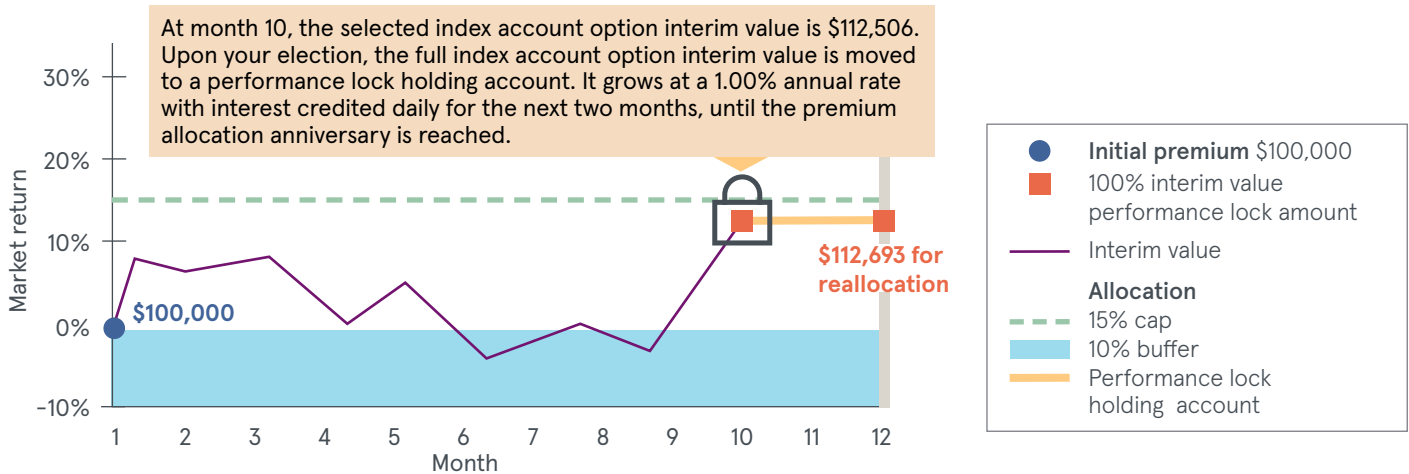 At month 10, the selected index account option interim value is $112,506.
Upon your election, the full index account option interim value is moved
to a performance lock holding account. It grows at a 1.00% annual rate
with interest credited daily for the next two months, until the premium
allocation anniversary is reached.
Market return
30%
20%
10%
0%
-10%
$100,000
$112,693 for
reallocation
1 2 3 4 5 6 7 8 9 10 11 12
Month
Initial premium $100,000
100% interim value
performance lock amount
Interim value
Allocation
15% cap
10% buffer
Performance lock
holding account